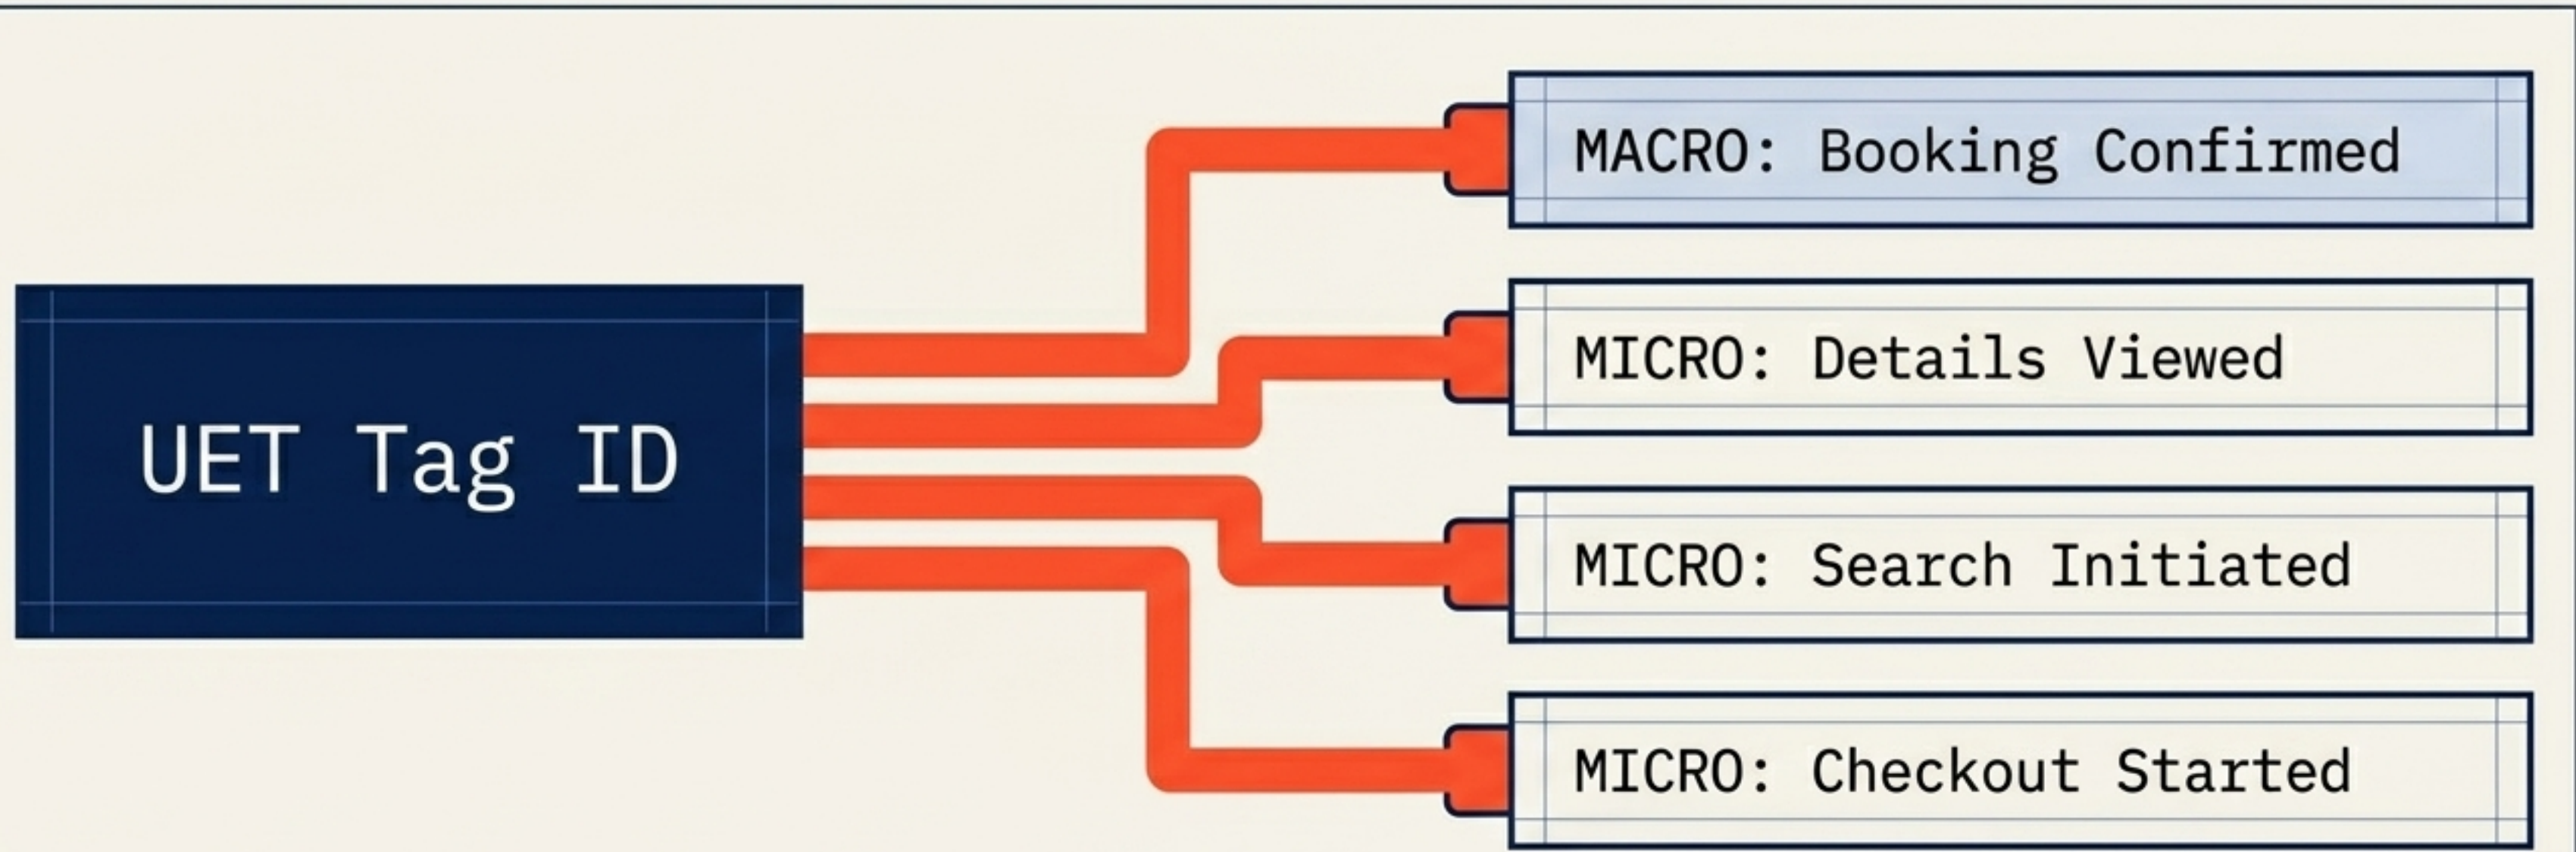 UET Tag ID
MACRO: Booking Confirmed
MICRO: Details Viewed
MICRO: Search Initiated
MICRO: Checkout Started